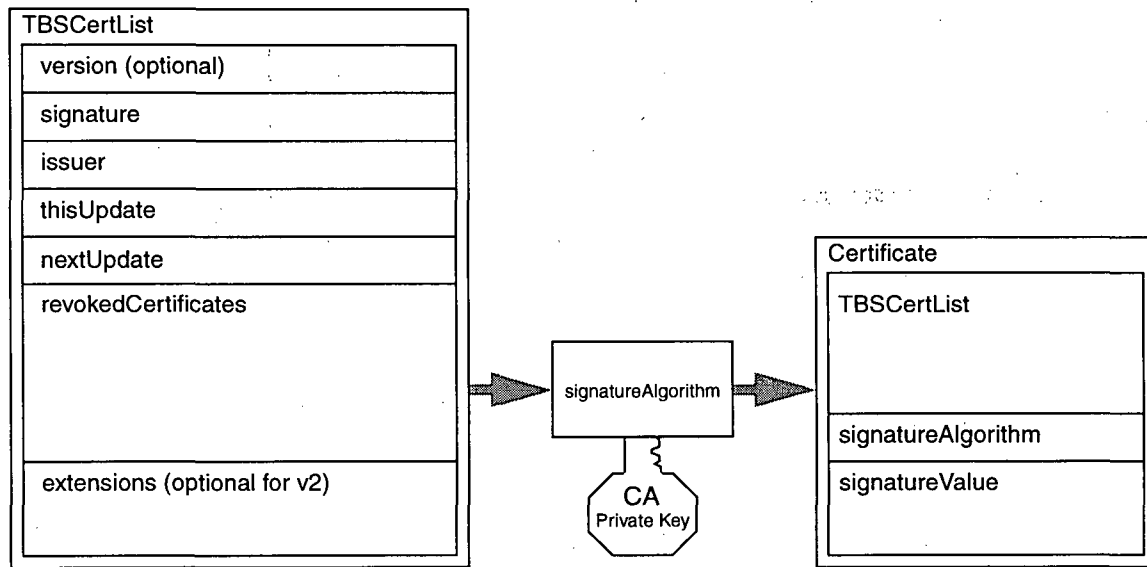 TBSCertList
version (optional)
signature
issuer
thisUpdate
nextUpdate
revokedCertificates
extensions (optional for v2)
signatureAlgorithm
CA
Private Key
Certificate
TBSCertList
signatureAlgorithm
signatureValue